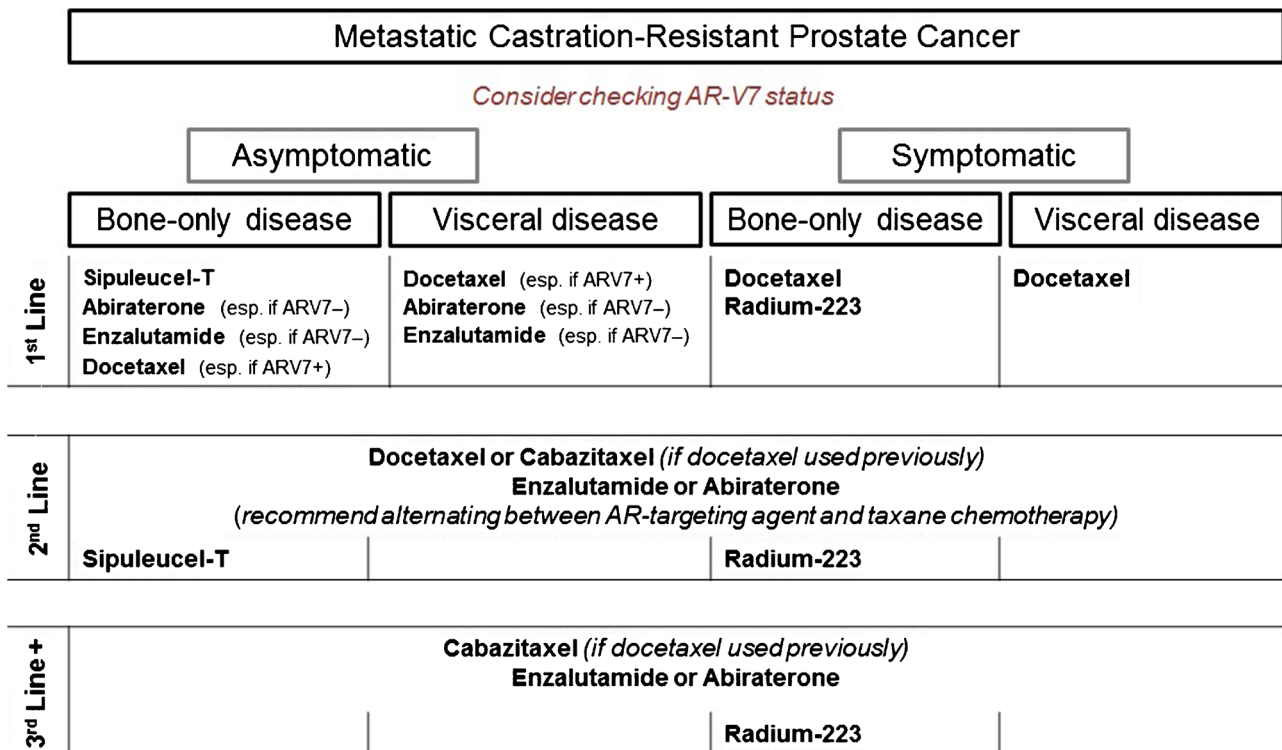 Metastatic Castration-Resistant Prostate Cancer
Consider checking AR-V7 status
Asymptomatic
Symptomatic
Bone-only disease
Visceral disease
Bone-only disease
Visceral disease
1st Line
Sipuleucel-T
Abiraterone (esp. if ARV7–)
Enzalutamide (esp. if ARV7–)
Docetaxel (esp. if ARV7+)
Docetaxel (esp. if ARV7+)
Abiraterone (esp. if ARV7–)
Enzalutamide (esp. if ARV7–)
Docetaxel
Radium-223
Docetaxel
2nd Line
Docetaxel or Cabazitaxel (if docetaxel used previously)
Enzalutamide or Abiraterone
(recommend alternating between AR-targeting agent and taxane chemotherapy)
Sipuleucel-T
Radium-223
3rd Line+
Cabazitaxel (if docetaxel used previously)
Enzalutamide or Abiraterone
Radium-223